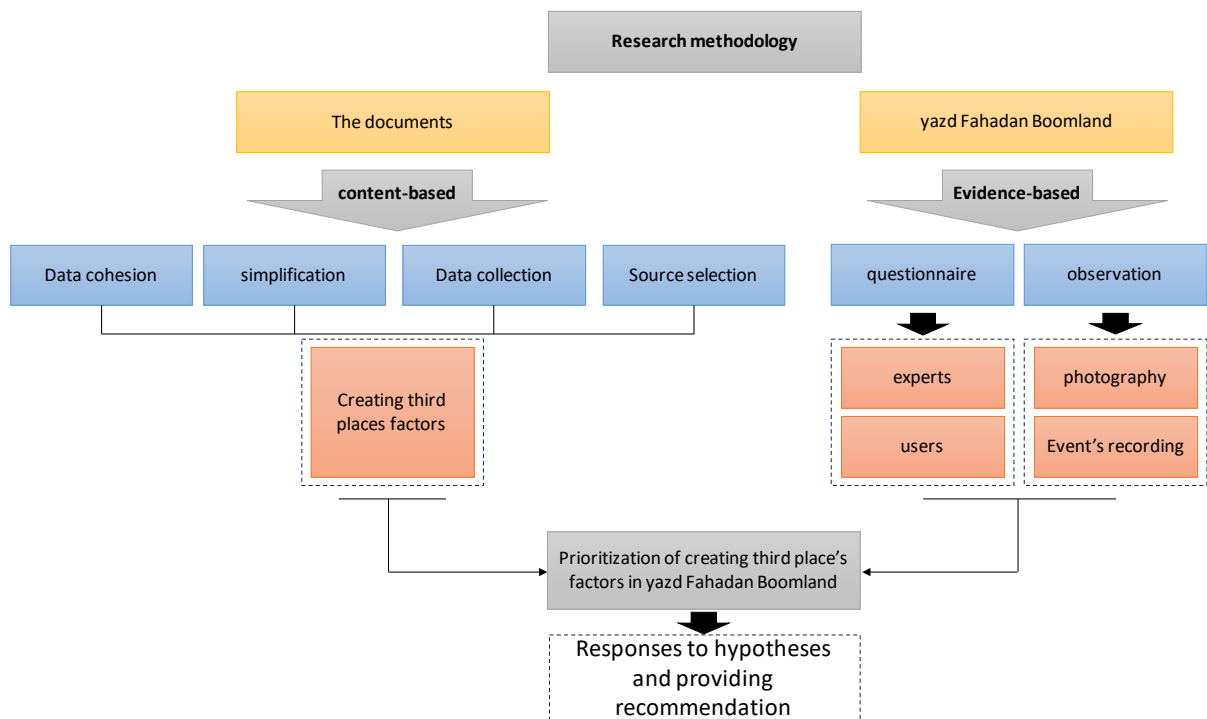 Research methodology
The documents
yazd Fahadan Boomland
content-based
Evidence-based
Data cohesion
simplification
Data collection
Source selection
questionnaire
observation
Creating third
places factors
experts
users
photography
Event’s recording
Prioritization of creating third place’s
factors in yazd Fahadan Boomland
Responses to hypotheses
and providing
recommendation